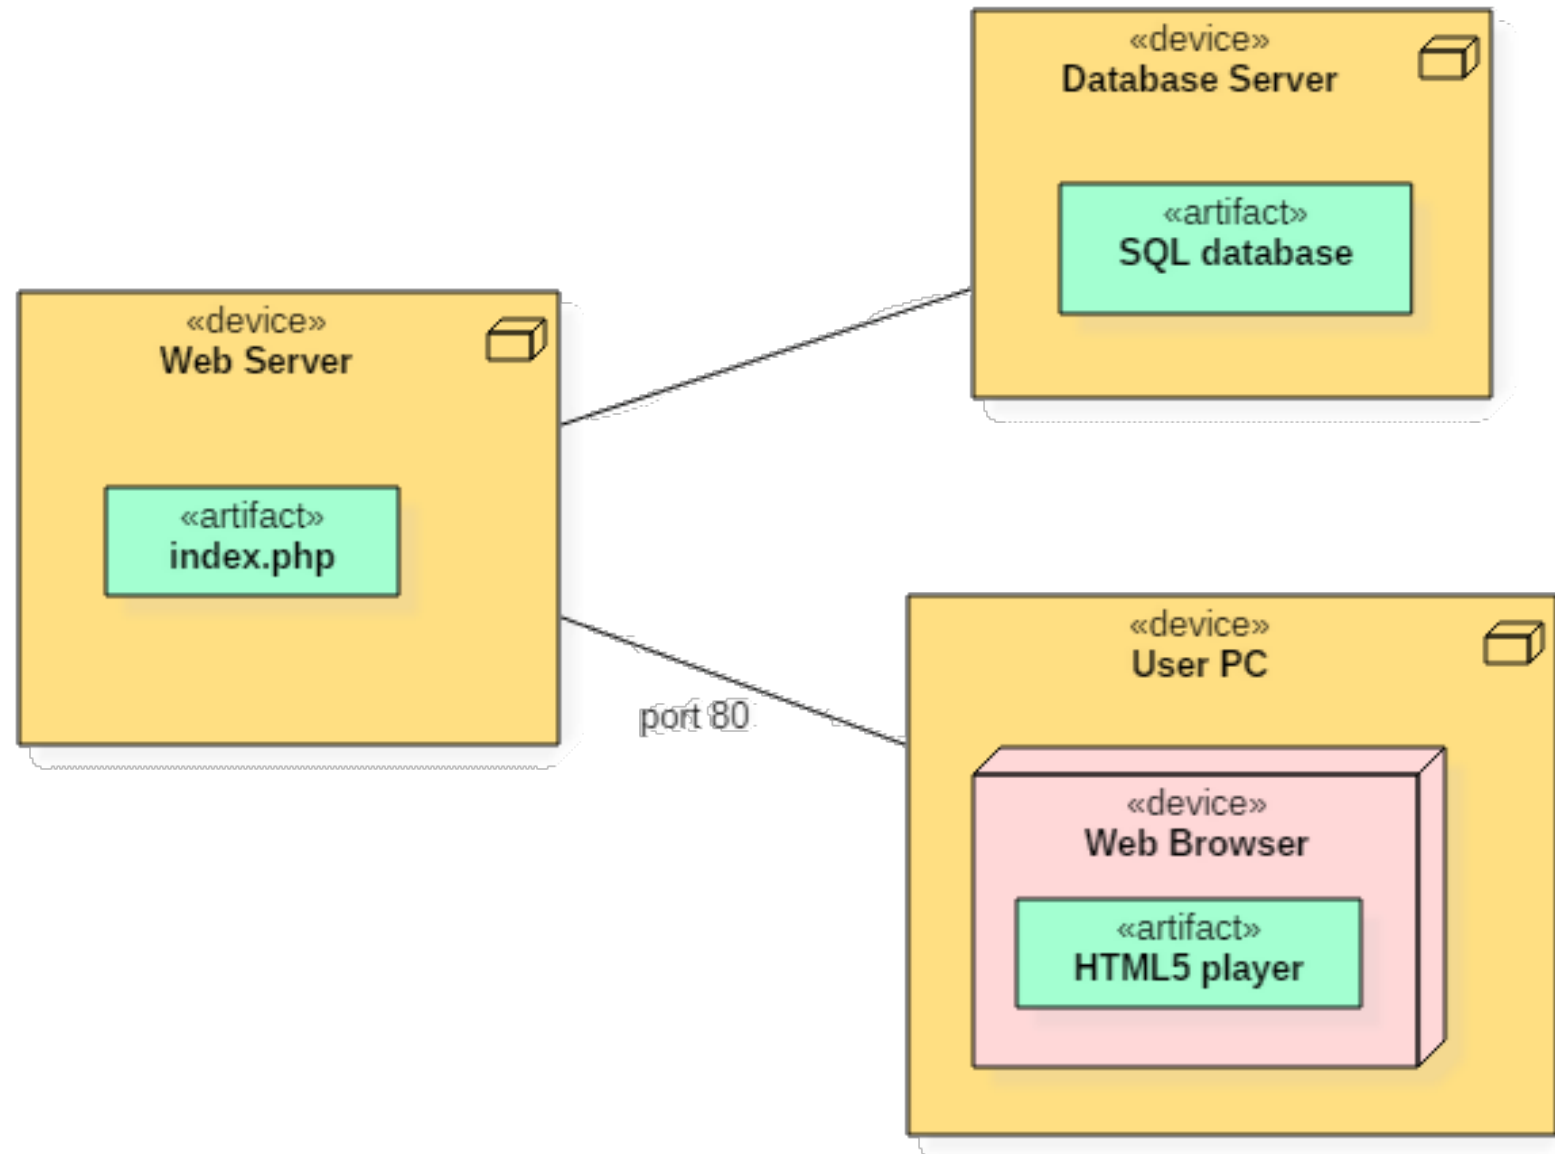 «device»
Database Server
«artifact»
SQL database
«device»
Web Server
«artifact»
index.php
port 80
«device»
User PC
«device»
Web Browser
«artifact»
HTML5 player